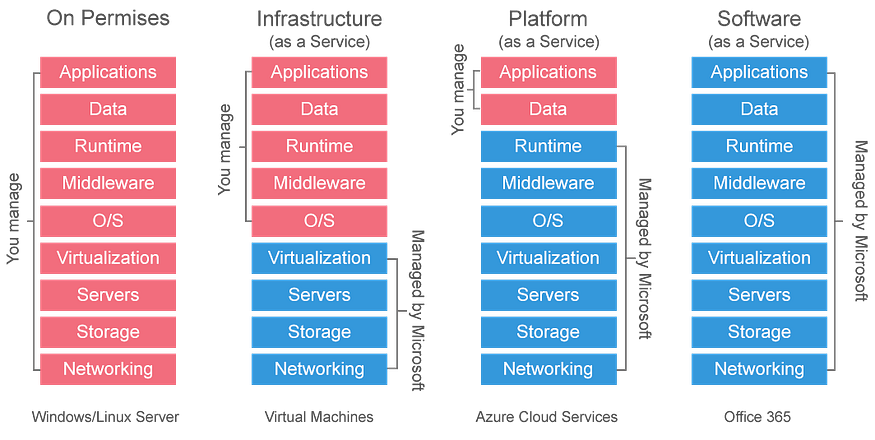 On Permises
Infrastructure
(as a Service)
Platform
(as a Service)
Software
(as a Service)
You manage
Applications
Data
Runtime
Middleware
O/S
Virtualization
Servers
Storage
Networking
Windows/Linux Server
You manage
Applications
Data
Runtime
Middleware
O/S
Virtualization
Servers
Storage
Networking
Managed by Microsoft
Virtual Machines
You manage
Applications
Data
Runtime
Middleware
O/S
Virtualization
Servers
Storage
Networking
Managed by Microsoft
Azure Cloud Services
Applications
Data
Runtime
Middleware
O/S
Virtualization
Servers
Storage
Networking
Managed by Microsoft
Office 365